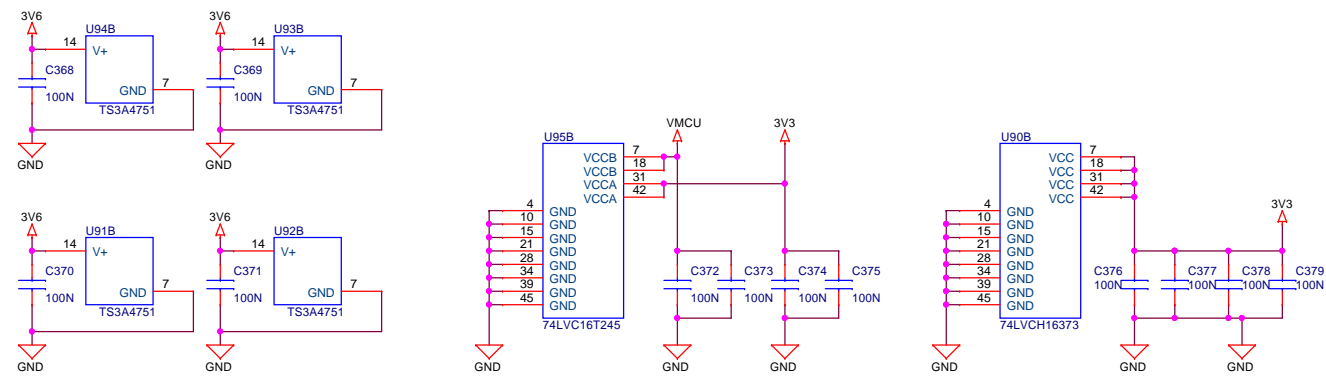 3V6
U94B
14
V+
C368
7
GND
100N
TS3A4751
GND
3V6
U93B
14
V+
C369
7
GND
100N
TS3A4751
GND
3V6
U91B
14
V+
C370
7
GND
100N
TS3A4751
GND
3V6
U92B
14
V+
C371
7
GND
100N
TS3A4751
GND
VMCU
3V3
U95B
VCCB 7
VCCB 18
VCCA 31
VCCA 42
4 GND
10 GND
15 GND
21 GND
28 GND
34 GND
39 GND
45 GND
74LVC16T245
C372 C373 C374 C375
100N 100N 100N 100N
GND GND GND
U90B
VCC 7
VCC 18
VCC 31
VCC 42
4 GND
10 GND
15 GND
21 GND
28 GND
34 GND
39 GND
45 GND
74LVCH16373
3V3
C376 C377 C378 C379
100N 100N 100N 100N
GND GND GND